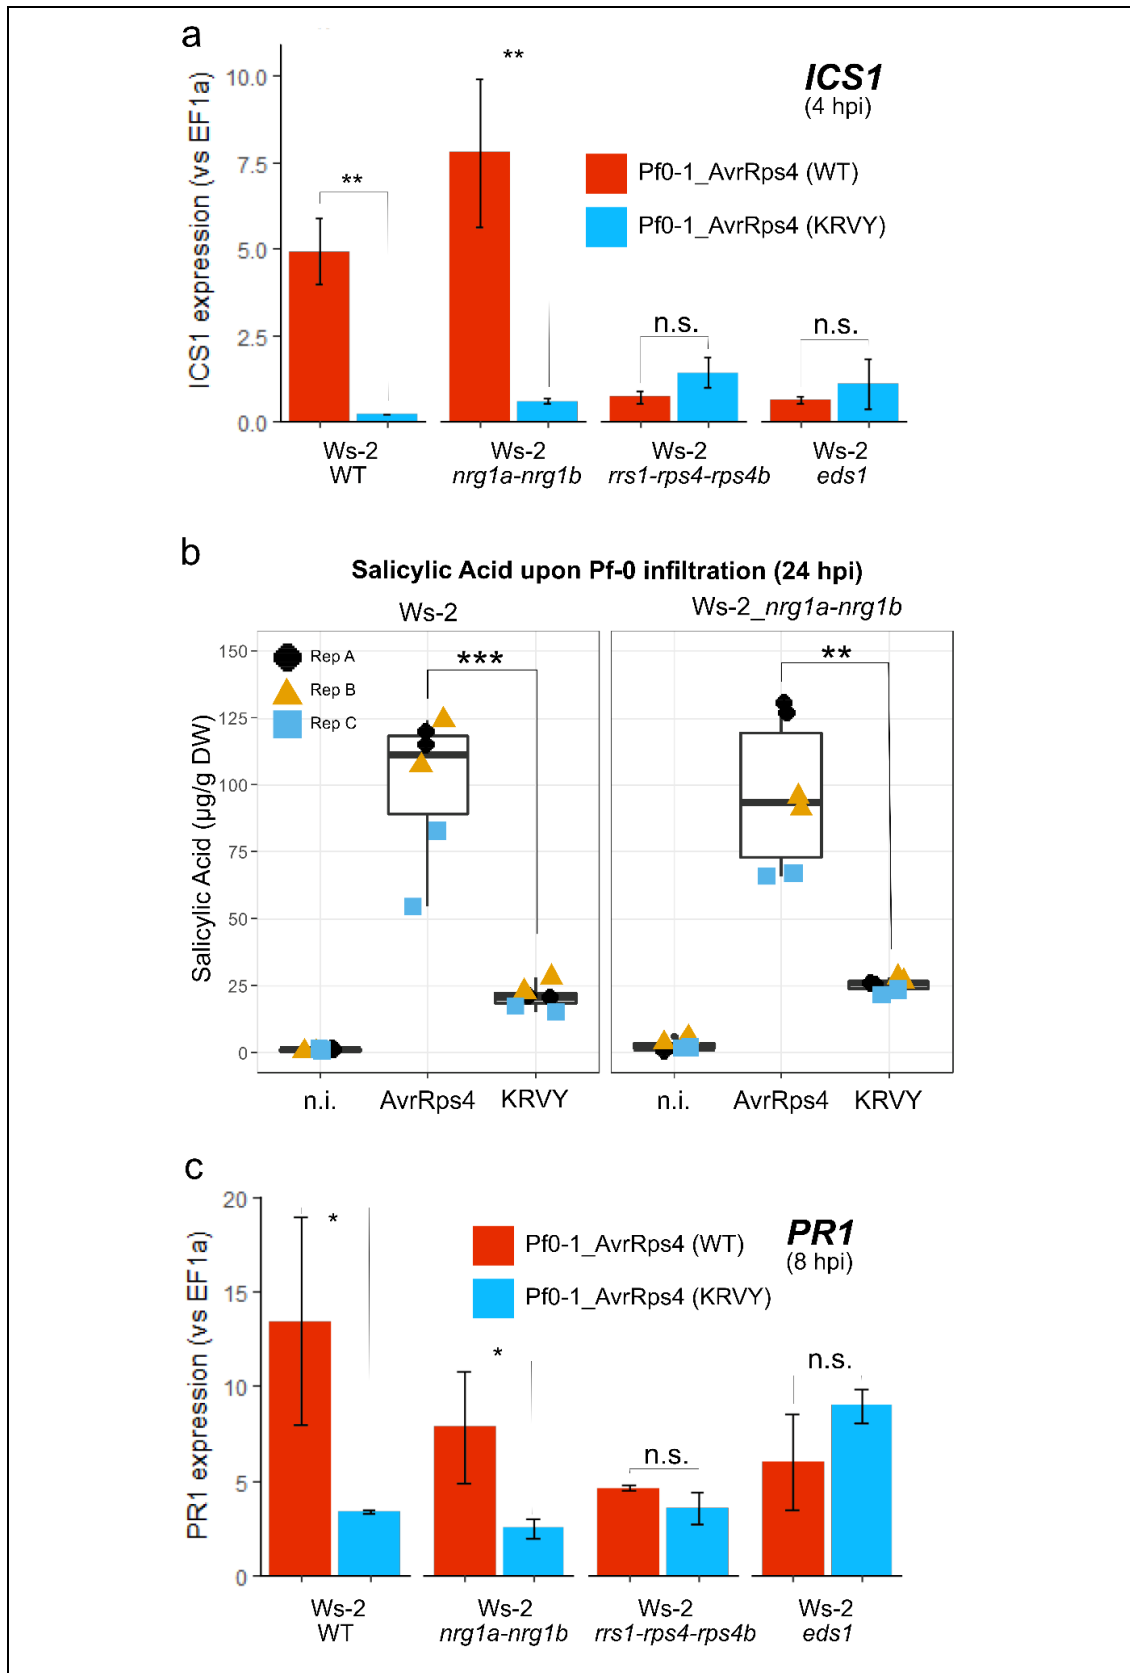 a
ICS1 expression (vs EF1a)
10.0
7.5
5.0
2.5
0.0
**
**
n.s.
n.s.
ICS1
(4 hpi)
Pf0-1_AvrRps4 (WT)
Pf0-1_AvrRps4 (KRVY)
Ws-2
WT
Ws-2
nrg1a-nrg1b
Ws-2
rrs1-rps4-rps4b
Ws-2
eds1
b
Salicylic Acid upon Pf-0 infiltration (24 hpi)
Ws-2
Ws-2_nrg1a-nrg1b
Salicylic Acid (µg/g DW)
150
125
100
75
50
25
0
Rep A
Rep B
Rep C
***
**
n.i.
AvrRps4
KRVY
n.i.
AvrRps4
KRVY
c
PR1 expression (vs EF1a)
20
15
10
5
0
*
*
n.s.
n.s.
PR1
(8 hpi)
Pf0-1_AvrRps4 (WT)
Pf0-1_AvrRps4 (KRVY)
Ws-2
WT
Ws-2
nrg1a-nrg1b
Ws-2
rrs1-rps4-rps4b
Ws-2
eds1